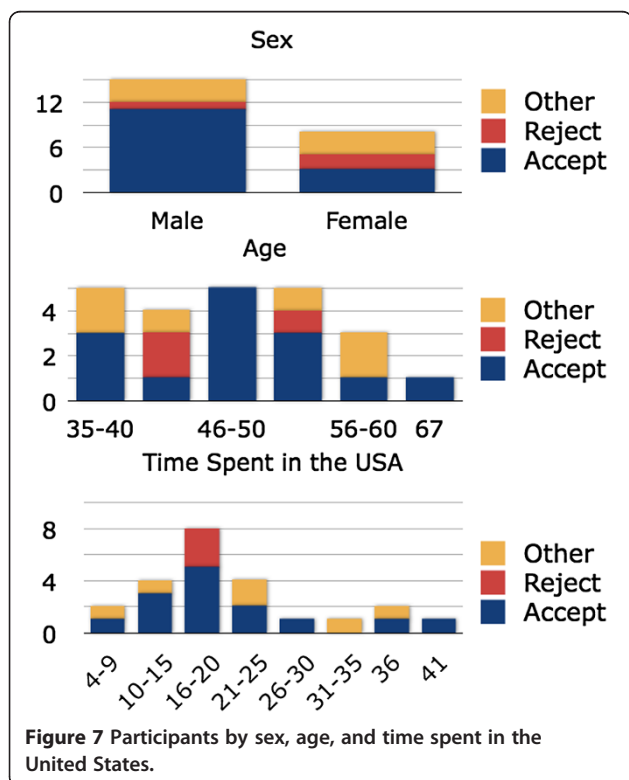 Sex
12
6
0
Other
Reject
Accept
Male Female
Age
4
2
0
Other
Reject
Accept
35-40 46-50 56-60 67
Time Spent in the USA
8
4
0
Other
Reject
Accept
4-9 10-15 16-20 21-25 26-30 31-35 36 41
Figure 7 Participants by sex, age, and time spent in the
United States.